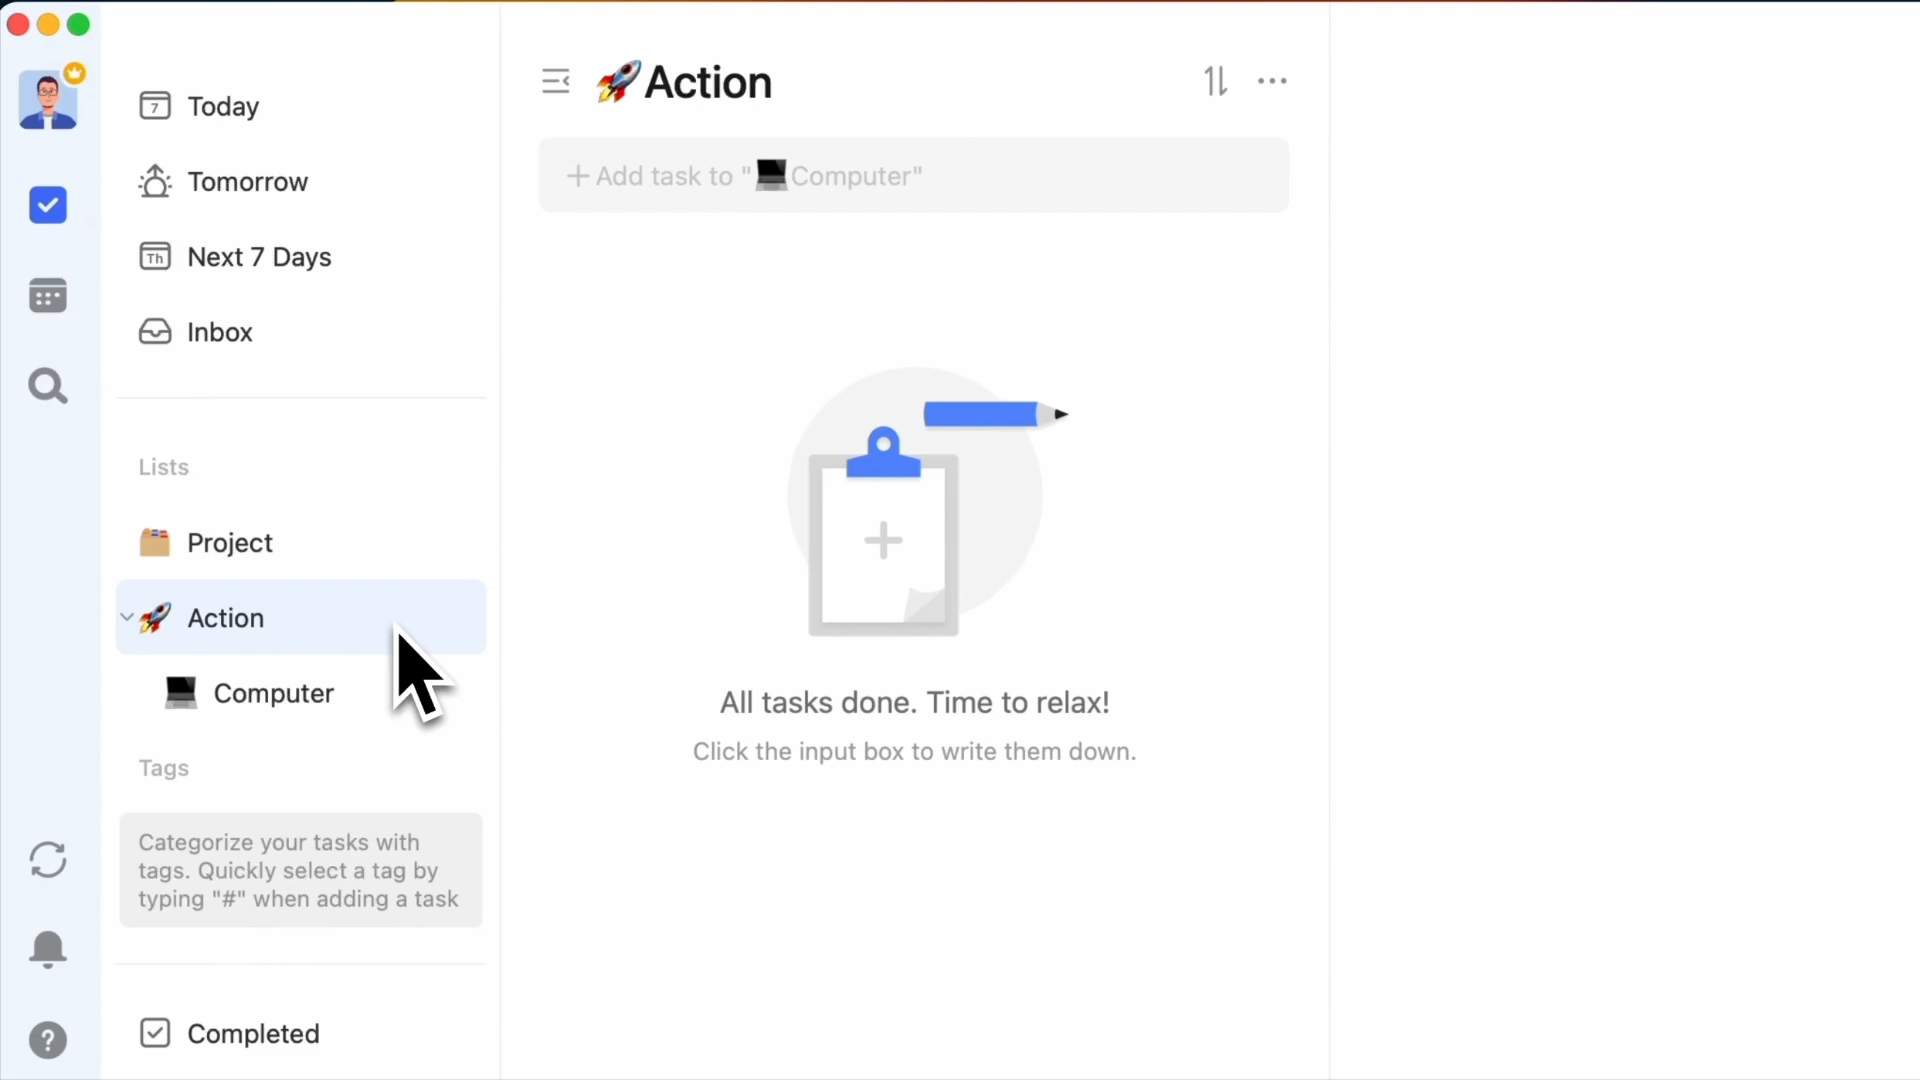 7 Today
Tomorrow
Th Next 7 Days
Inbox
Lists
Project
Action
Computer
Tags
Categorize your tasks with
tags. Quickly select a tag by
typing "#" when adding a task
Completed
?
Action
+ Add task to "Computer"
All tasks done. Time to relax!
Click the input box to write them down.